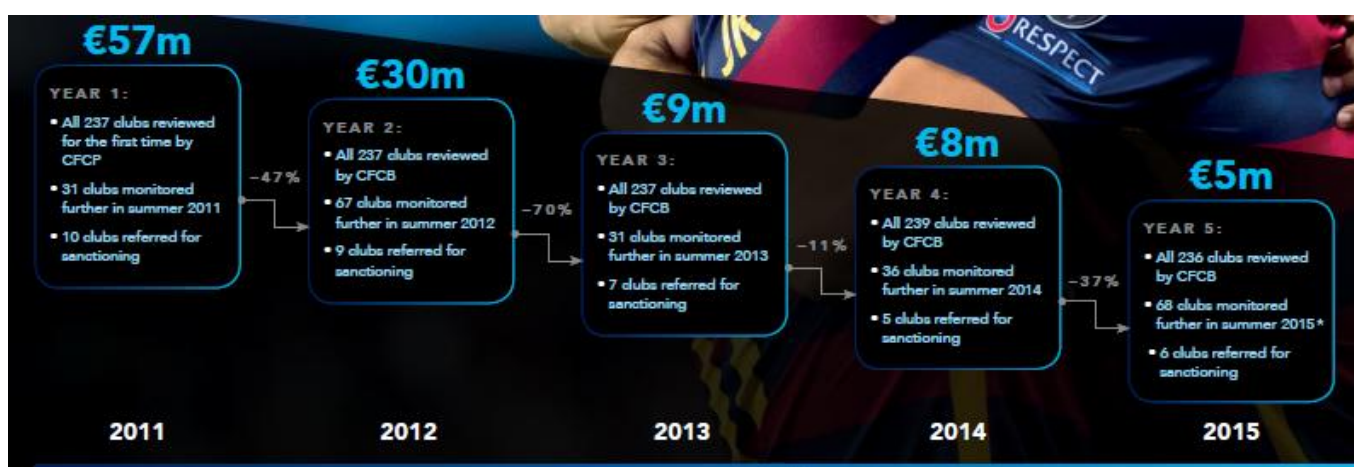 €57m
YEAR 1:
• All 237 clubs reviewed
for the first time by
CFCP
• 31 clubs monitored
further in summer 2011
• 10 clubs referred for
sanctioning
–47%
€30m
YEAR 2:
• All 237 clubs reviewed
by CFCB
• 67 clubs monitored
further in summer 2012
• 9 clubs referred for
sanctioning
–70%
€9m
YEAR 3:
• All 237 clubs reviewed
by CFCB
• 31 clubs monitored
further in summer 2013
• 7 clubs referred for
sanctioning
–11%
€8m
YEAR 4:
• All 239 clubs reviewed
by CFCB
• 36 clubs monitored
further in summer 2014
• 5 clubs referred for
sanctioning
–37%
€5m
YEAR 5:
• All 236 clubs reviewed
by CFCB
• 68 clubs monitored
further in summer 2015*
• 6 clubs referred for
sanctioning
RESPECT
2011
2012
2013
2014
2015